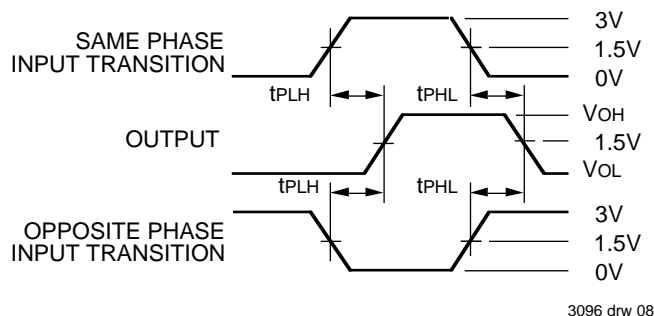 SAME PHASE
INPUT TRANSITION
3V
1.5V
0V
tPLH
tPHL
OUTPUT
VOH
1.5V
VOL
tPLH
tPHL
OPPOSITE PHASE
INPUT TRANSITION
3V
1.5V
0V
3096 drw 08